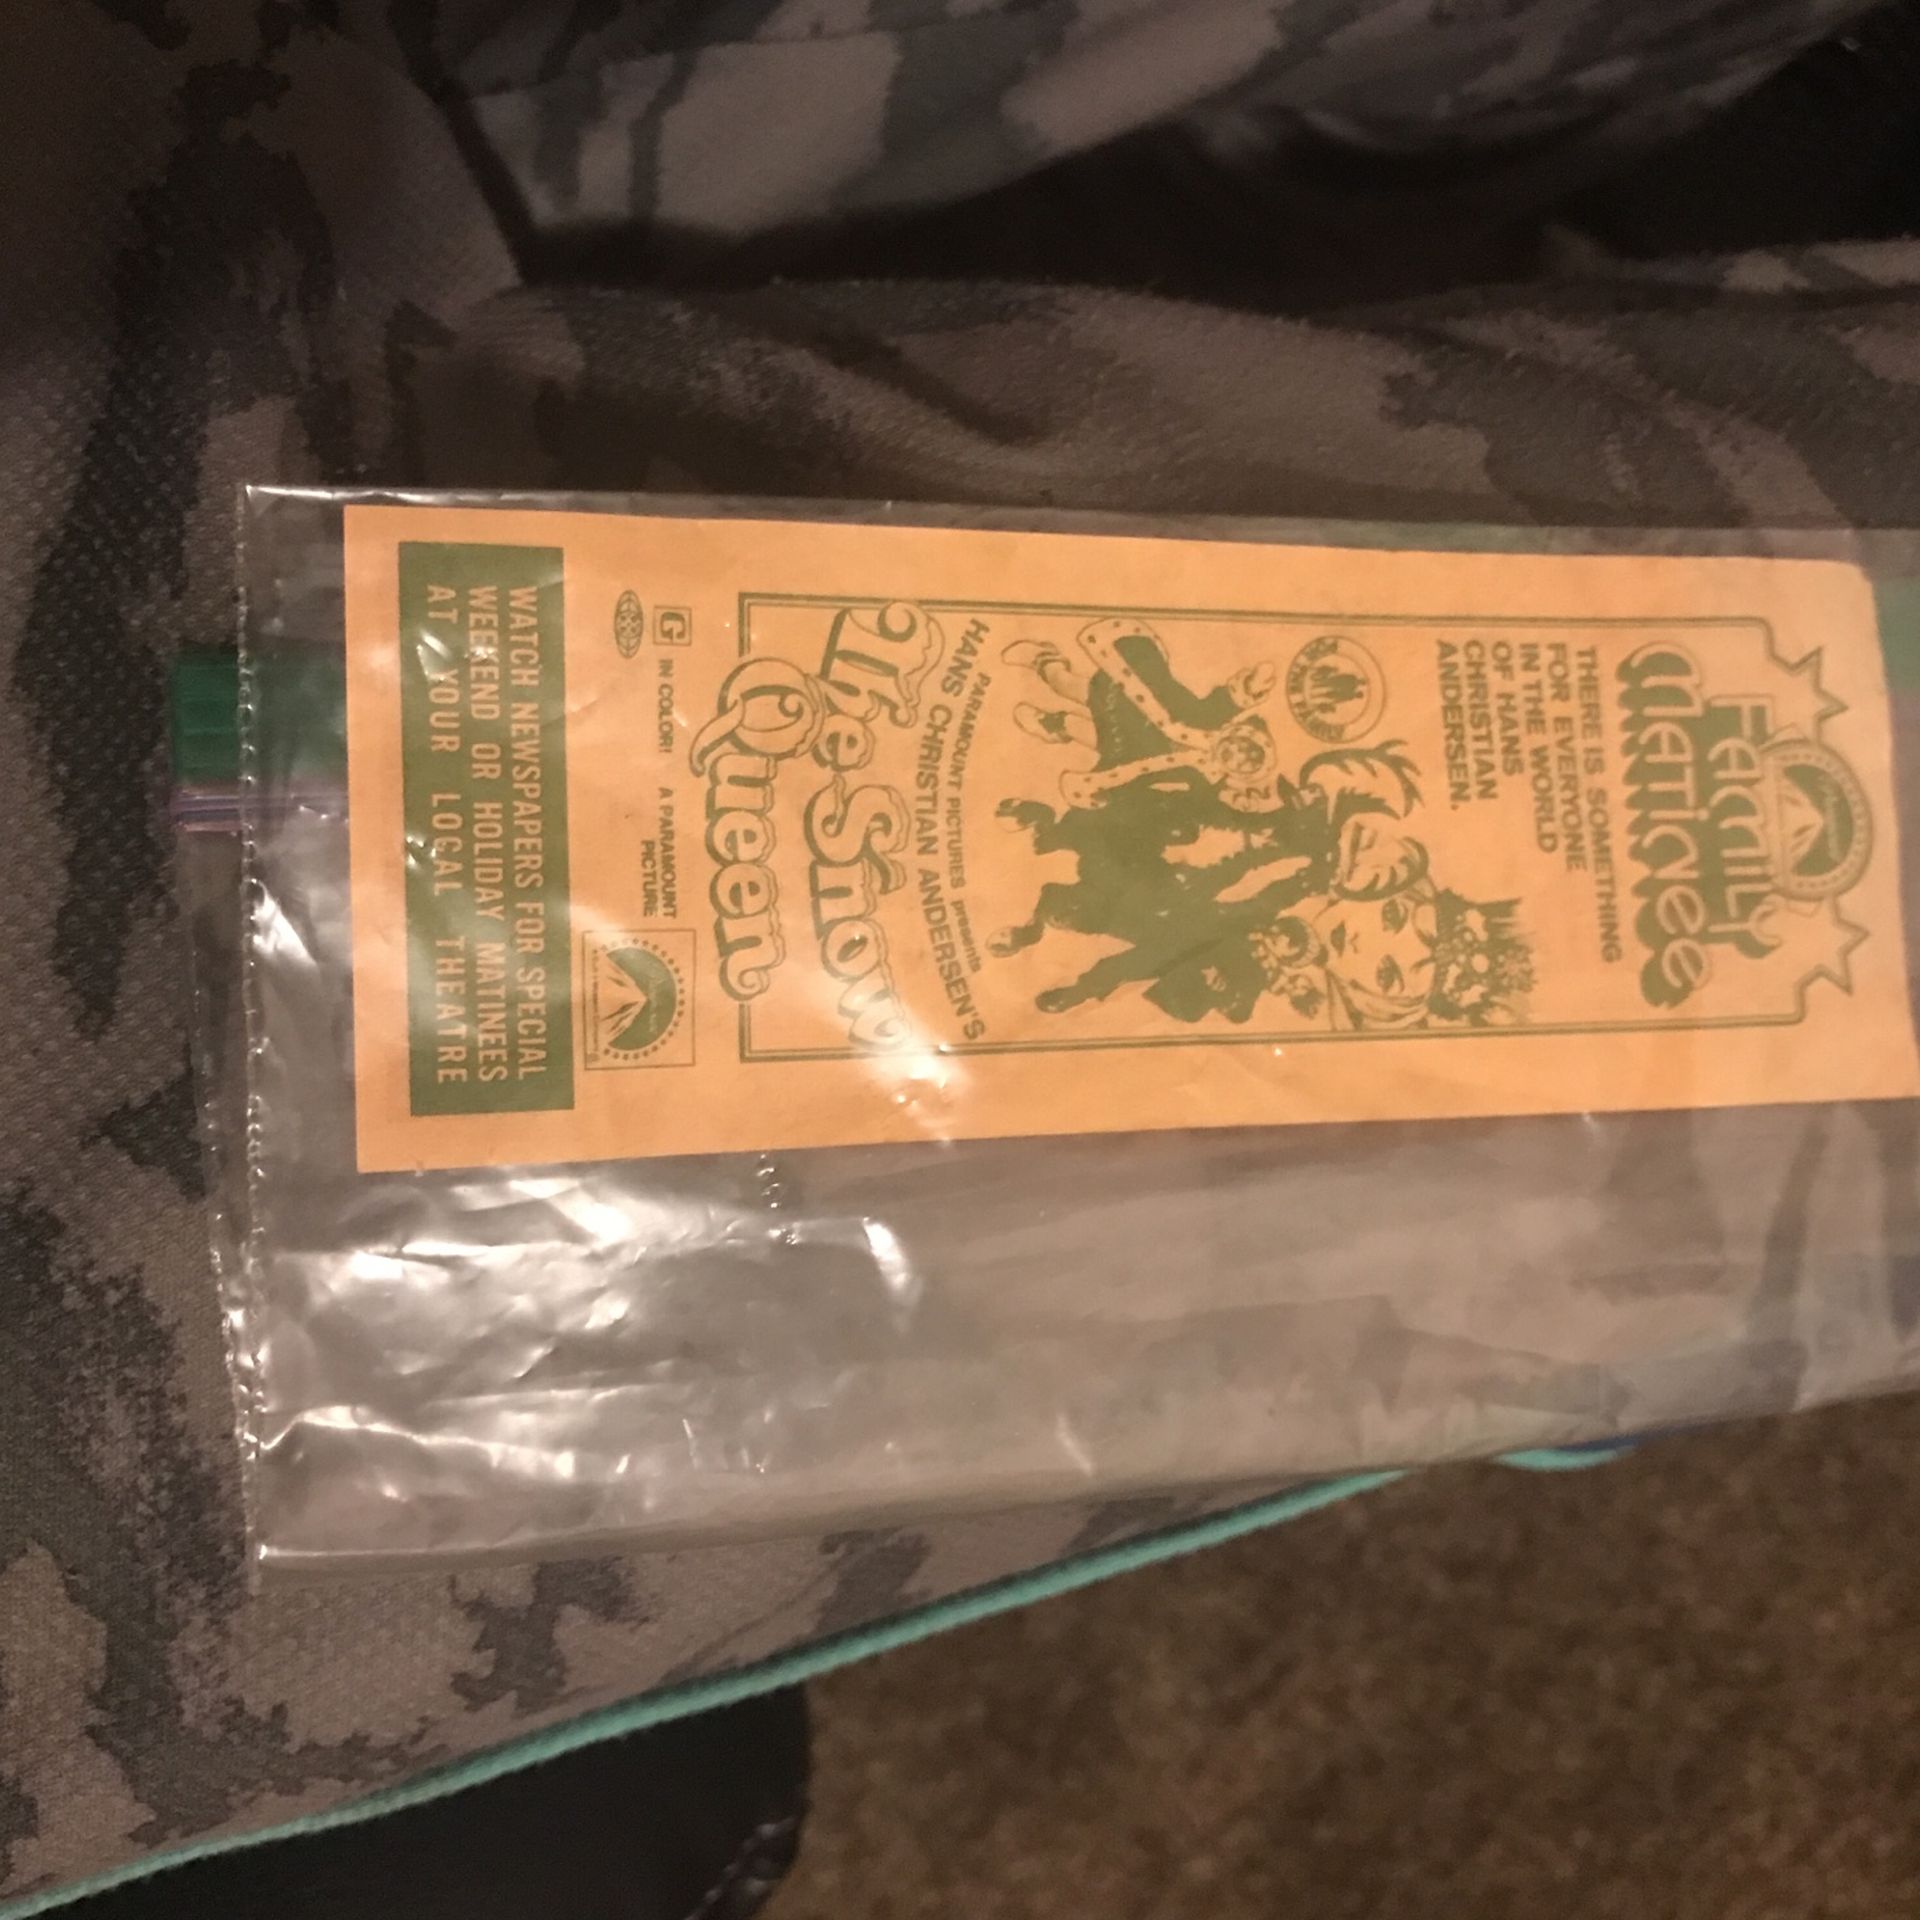 Family
Matinee
THERE IS SOMETHING
FOR EVERYONE
IN THE WORLD
OF HANS
CHRISTIAN
ANDERSEN.
PARAMOUNT PICTURES presents
HANS CHRISTIAN ANDERSEN'S
The Snow
Queen
G IN COLOR! A PARAMOUNT
PICTURE
WATCH NEWSPAPERS FOR SPECIAL
WEEKEND OR HOLIDAY MATINEES
AT YOUR LOCAL THEATRE